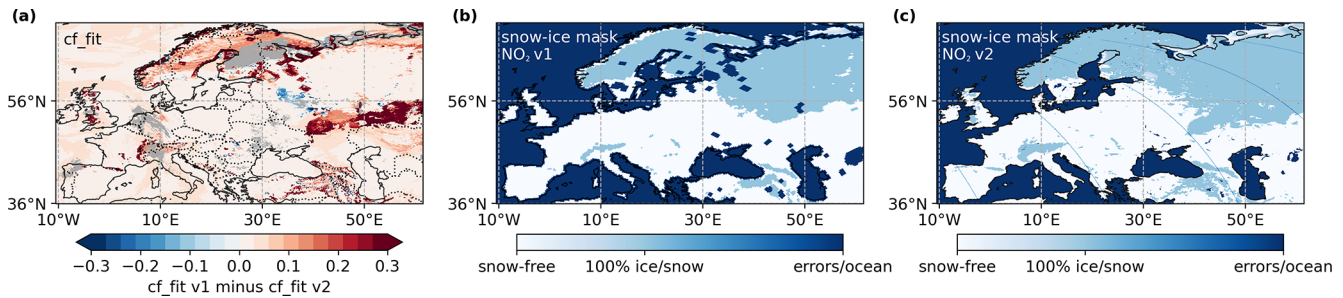 (a)
cf_fit
56°N
36°N
10°W
10°E
30°E
50°E
−0.3
−0.2
−0.1
0.0
0.1
0.2
0.3
cf_fit v1 minus cf_fit v2
(b)
snow-ice mask
NO₂ v1
56°N
36°N
10°W
10°E
30°E
50°E
snow-free
100% ice/snow
errors/ocean
(c)
snow-ice mask
NO₂ v2
56°N
36°N
10°W
10°E
30°E
50°E
snow-free
100% ice/snow
errors/ocean